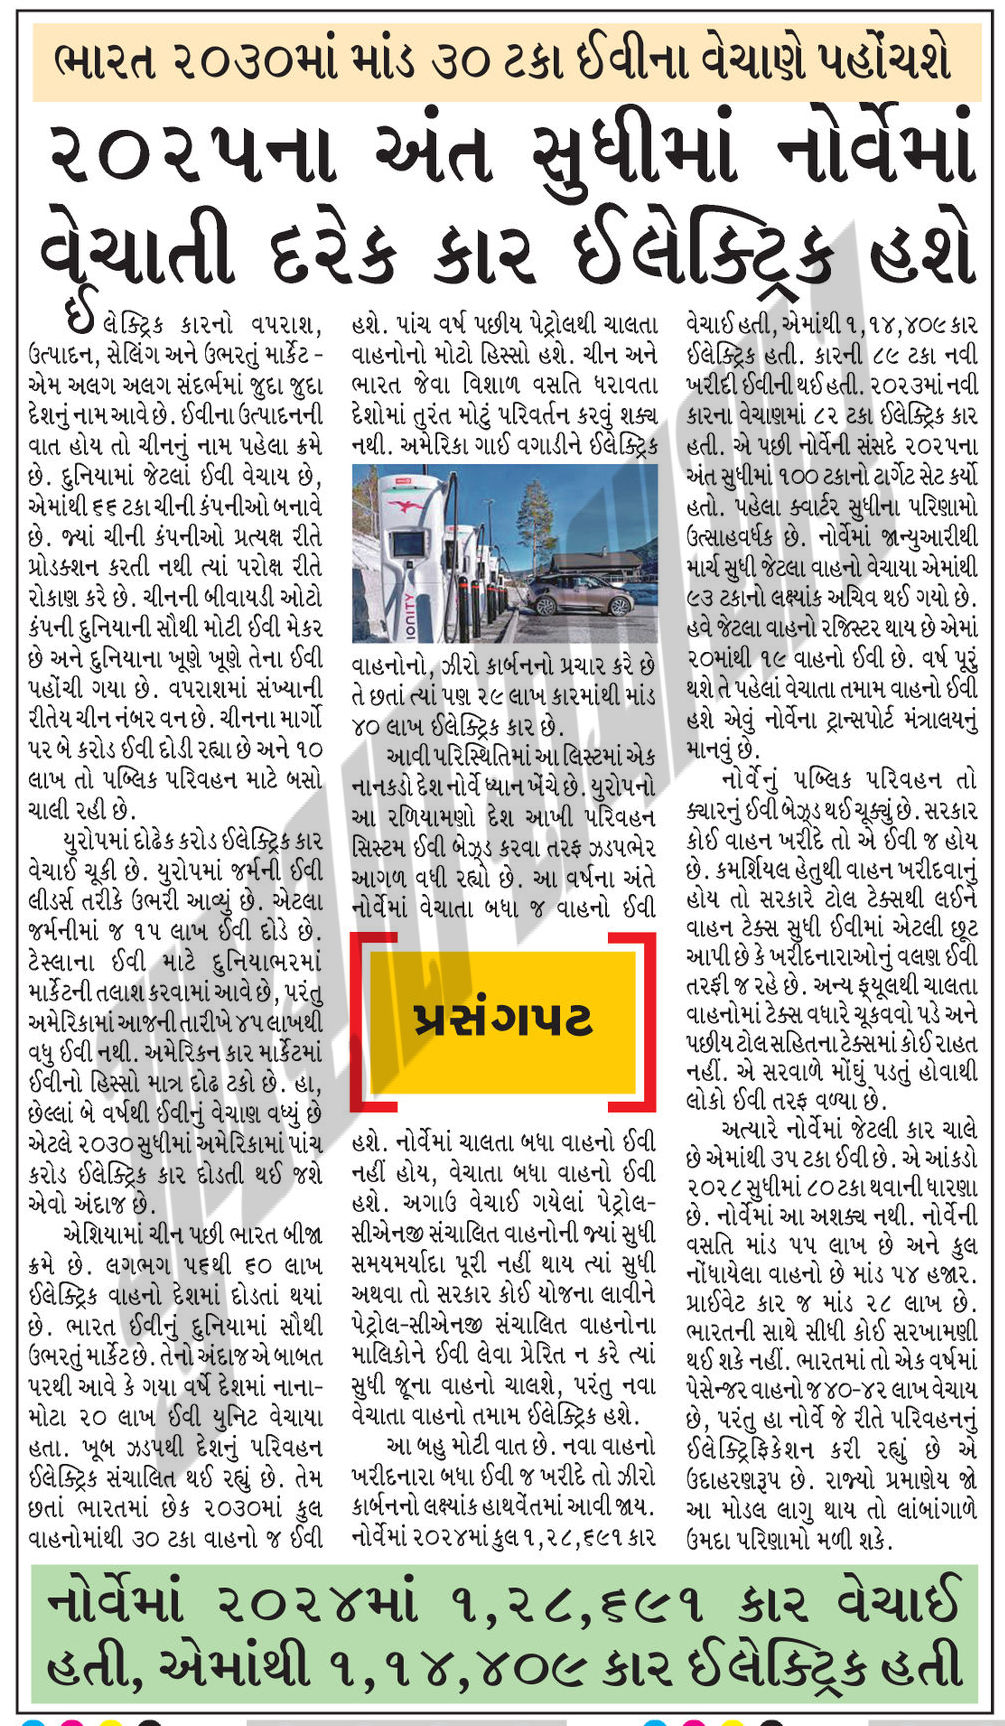 ભારત ૨૦૩૦માં માંડ ૩૦ ટકા ઈવીના વેચાણે પહોંચશે
૨૦૨૫ના અંત સુધીમાં નોર્વેમાં
વેચાતી દરેક કાર ઈલેક્ટ્રિક હશે
ઈલેક્ટ્રિક કારનો વપરાશ,
ઉત્પાદન, સેલિંગ અને ઉભરતું માર્કેટ -
એમ અલગ અલગ સંદર્ભમાં જુદા જુદા
દેશનું નામ આવે છે. ઈવીના ઉત્પાદનની
વાત હોય તો ચીનનું નામ પહેલા ક્રમે
છે. દુનિયામાં જેટલાં ઈવી વેચાય છે,
એમાંથી ૬૬ ટકા ચીની કંપનીઓ બનાવે
છે. જ્યાં ચીની કંપનીઓ પ્રત્યક્ષ રીતે
પ્રોડક્શન કરતી નથી ત્યાં પરોક્ષ રીતે
રોકાણ કરે છે. ચીનની બીવાયડી ઓટો
કંપની દુનિયાની સૌથી મોટી ઈવી મેકર
છે અને દુનિયાના ખૂણે ખૂણે તેના ઈવી
પહોંચી ગયા છે. વપરાશમાં સંખ્યાની
રીતેય ચીન નંબર વન છે. ચીનના માર્ગો
પર બે કરોડ ઈવી દોડી રહ્યા છે અને ૧૦
લાખ તો પબ્લિક પરિવહન માટે બસો
ચાલી રહી છે.
યુરોપમાં દોઢેક કરોડ ઈલેક્ટ્રિક કાર
વેચાઈ ચૂકી છે. યુરોપમાં જર્મની ઈવી
લીડર્સ તરીકે ઉભરી આવ્યું છે. એટલા
જર્મનીમાં જ ૧૫ લાખ ઈવી દોડે છે.
ટેસ્લાના ઈવી માટે દુનિયાભરમાં
માર્કેટની તલાશ કરવામાં આવે છે, પરંતુ
અમેરિકામાં આજની તારીખે ૪૫ લાખથી
વધુ ઈવી નથી. અમેરિકન કાર માર્કેટમાં
ઈવીનો હિસ્સો માત્ર દોઢ ટકો છે. હા,
છેલ્લાં બે વર્ષથી ઈવીનું વેચાણ વધ્યું છે
એટલે ૨૦૩૦ સુધીમાં અમેરિકામાં પાંચ
કરોડ ઈલેક્ટ્રિક કાર દોડતી થઈ જશે
એવો અંદાજ છે.
એશિયામાં ચીન પછી ભારત બીજા
ક્રમે છે. લગભગ ૫૬થી ૬૦ લાખ
ઈલેક્ટ્રિક વાહનો દેશમાં દોડતાં થયાં
છે. ભારત ઈવીનું દુનિયામાં સૌથી
ઉભરતું માર્કેટ છે. તેનો અંદાજ એ બાબત
પરથી આવે કે ગયા વર્ષે દેશમાં નાના-
મોટા ૨૦ લાખ ઈવી યુનિટ વેચાયા
હતા. ખૂબ ઝડપથી દેશનું પરિવહન
ઈલેક્ટ્રિક સંચાલિત થઈ રહ્યું છે. તેમ
છતાં ભારતમાં છેક ૨૦૩૦માં કુલ
વાહનોમાંથી ૩૦ ટકા વાહનો જ ઈવી
હશે. પાંચ વર્ષ પછીય પેટ્રોલથી ચાલતા
વાહનોનો મોટો હિસ્સો હશે. ચીન અને
ભારત જેવા વિશાળ વસતિ ધરાવતા
દેશોમાં તુરંત મોટું પરિવર્તન કરવું શક્ય
નથી. અમેરિકા ગાઈ વગાડીને ઈલેક્ટ્રિક
IONITY
વાહનોનો, ઝીરો કાર્બનનો પ્રચાર કરે છે
તે છતાં ત્યાં પણ ૨૯ લાખ કારમાંથી માંડ
૪૦ લાખ ઈલેક્ટ્રિક કાર છે.
આવી પરિસ્થિતિમાં આ લિસ્ટમાં એક
નાનકડો દેશ નોર્વે ધ્યાન ખેંચે છે. યુરોપનો
આ રળિયામણો દેશ આખી પરિવહન
સિસ્ટમ ઈવી બેઝ્ડ કરવા તરફ ઝડપભેર
આગળ વધી રહ્યો છે. આ વર્ષના અંતે
નોર્વેમાં વેચાતા બધા જ વાહનો ઈવી
પ્રસંગપટ
હશે. નોર્વેમાં ચાલતા બધા વાહનો ઈવી
નહીં હોય, વેચાતા બધા વાહનો ઈવી
હશે. અગાઉ વેચાઈ ગયેલાં પેટ્રોલ-
સીએનજી સંચાલિત વાહનોની જ્યાં સુધી
સમયમર્યાદા પૂરી નહીં થાય ત્યાં સુધી
અથવા તો સરકાર કોઈ યોજના લાવીને
પેટ્રોલ-સીએનજી સંચાલિત વાહનોના
માલિકોને ઈવી લેવા પ્રેરિત ન કરે ત્યાં
સુધી જૂના વાહનો ચાલશે, પરંતુ નવા
વેચાતા વાહનો તમામ ઈલેક્ટ્રિક હશે.
આ બહુ મોટી વાત છે. નવા વાહનો
ખરીદનારા બધા ઈવી જ ખરીદે તો ઝીરો
કાર્બનનો લક્ષ્યાંક હાથવેંતમાં આવી જાય.
નોર્વેમાં ૨૦૨૪માં કુલ ૧,૨૮,૬૯૧ કાર
વેચાઈ હતી, એમાંથી ૧,૧૪,૪૦૯ કાર
ઈલેક્ટ્રિક હતી. કારની ૮૯ ટકા નવી
ખરીદી ઈવીની થઈ હતી. ૨૦૨૩માં નવી
કારના વેચાણમાં ૮૨ ટકા ઈલેક્ટ્રિક કાર
હતી. એ પછી નોર્વેની સંસદે ૨૦૨૫ના
અંત સુધીમાં ૧૦૦ ટકાનો ટાર્ગેટ સેટ કર્યો
હતો. પહેલા ક્વાર્ટર સુધીના પરિણામો
ઉત્સાહવર્ધક છે. નોર્વેમાં જાન્યુઆરીથી
માર્ચ સુધી જેટલા વાહનો વેચાયા એમાંથી
૯૩ ટકાનો લક્ષ્યાંક અચિવ થઈ ગયો છે.
હવે જેટલા વાહનો રજિસ્ટર થાય છે એમાં
૨૦માંથી ૧૯ વાહનો ઈવી છે. વર્ષ પૂરું
થશે તે પહેલાં વેચાતા તમામ વાહનો ઈવી
હશે એવું નોર્વેના ટ્રાન્સપોર્ટ મંત્રાલયનું
માનવું છે.
નોર્વેનું પબ્લિક પરિવહન તો
ક્યારનું ઈવી બેઝ્ડ થઈ ચૂક્યું છે. સરકાર
કોઈ વાહન ખરીદે તો એ ઈવી જ હોય
છે. કમર્શિયલ હેતુથી વાહન ખરીદવાનું
હોય તો સરકારે ટોલ ટેક્સથી લઈને
વાહન ટેક્સ સુધી ઈવીમાં એટલી છૂટ
આપી છે કે ખરીદનારાઓનું વલણ ઈવી
તરફી જ રહે છે. અન્ય ફ્યૂલથી ચાલતા
વાહનોમાં ટેક્સ વધારે ચૂકવવો પડે અને
પછીય ટોલ સહિતના ટેક્સમાં કોઈ રાહત
નહીં. એ સરવાળે મોંઘું પડતું હોવાથી
લોકો ઈવી તરફ વળ્યા છે.
અત્યારે નોર્વેમાં જેટલી કાર ચાલે
છે એમાંથી ૩૫ ટકા ઈવી છે. એ આંકડો
૨૦૨૮ સુધીમાં ૮૦ ટકા થવાની ધારણા
છે. નોર્વેમાં આ અશક્ય નથી. નોર્વેની
વસતિ માંડ ૫૫ લાખ છે અને કુલ
નોંધાયેલા વાહનો છે માંડ ૫૪ હજાર.
પ્રાઈવેટ કાર જ માંડ ૨૮ લાખ છે.
ભારતની સાથે સીધી કોઈ સરખામણી
થઈ શકે નહીં. ભારતમાં તો એક વર્ષમાં
પેસેન્જર વાહનો જ ૪૦-૪૨ લાખ વેચાય
છે, પરંતુ હા નોર્વે જે રીતે પરિવહનનું
ઈલેક્ટ્રિફિકેશન કરી રહ્યું છે એ
ઉદાહરણરૂપ છે. રાજ્યો પ્રમાણેય જો
આ મોડલ લાગુ થાય તો લાંબાંગાળે
ઉમદા પરિણામો મળી શકે.
નોર્વેમાં ૨૦૨૪માં ૧,૨૮,૬૯૧ કાર વેચાઈ
હતી, એમાંથી ૧,૧૪,૪૦૯ કાર ઈલેક્ટ્રિક હતી